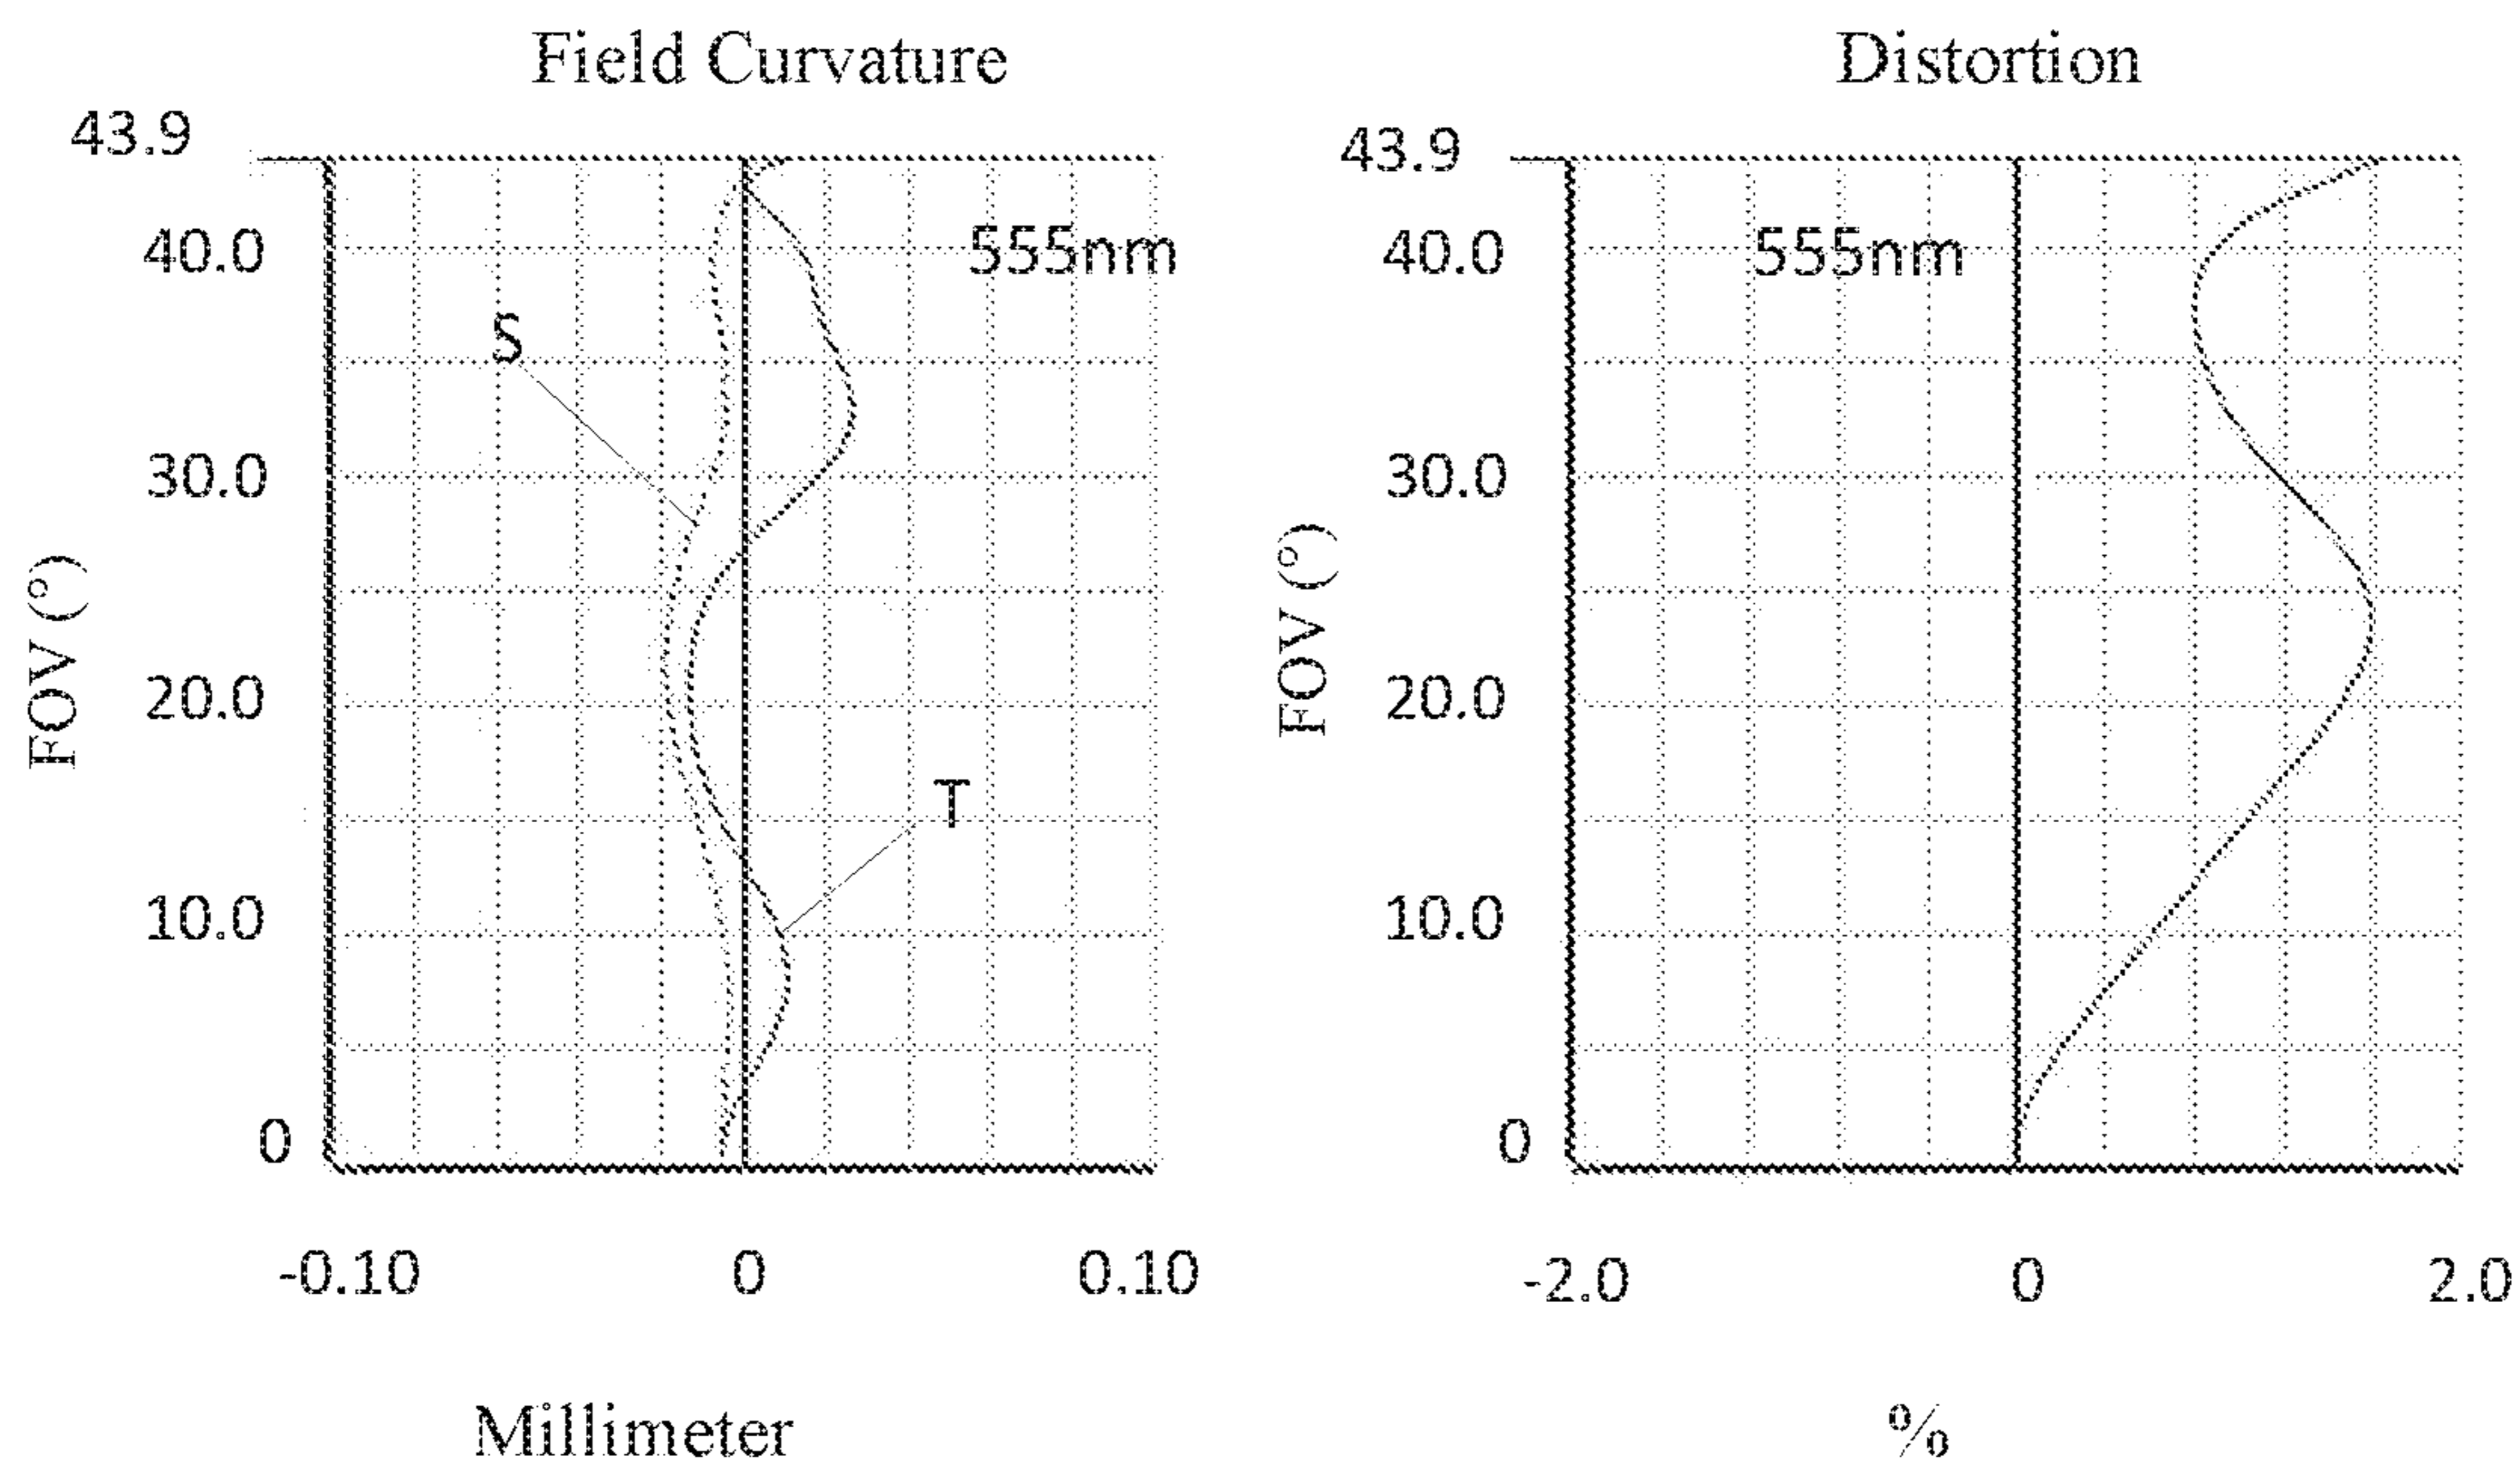 Field Curvature
43.9
40.0
30.0
20.0
10.0
0
FOV (°)
555nm
S
T
-0.10 0 0.10
Millimeter
Distortion
43.9
40.0
30.0
20.0
10.0
0
FOV (°)
555nm
-2.0 0 2.0
%